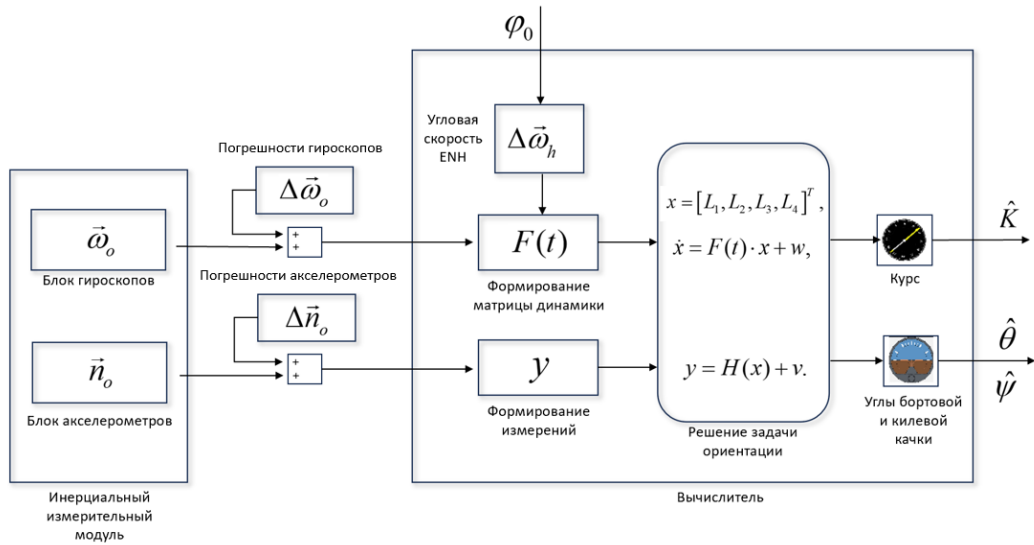 φ₀
Угловая
скорость
ENH
Δω⃗ₕ
Погрешности гироскопов
Δω⃗ₒ
ω⃗ₒ
Блок гироскопов
+
+
F(t)
Формирование
матрицы динамики
x = [L₁, L₂, L₃, L₄]ᵀ,
ẋ = F(t) · x + w,
y = H(x) + v.
Решение задачи
ориентации
Курс
K̂
Погрешности акселерометров
Δn⃗ₒ
n⃗ₒ
Блок акселерометров
+
+
y
Формирование
измерений
θ̂
ψ̂
Углы бортовой
и килевой
качки
Инерциальный
измерительный
модуль
Вычислитель